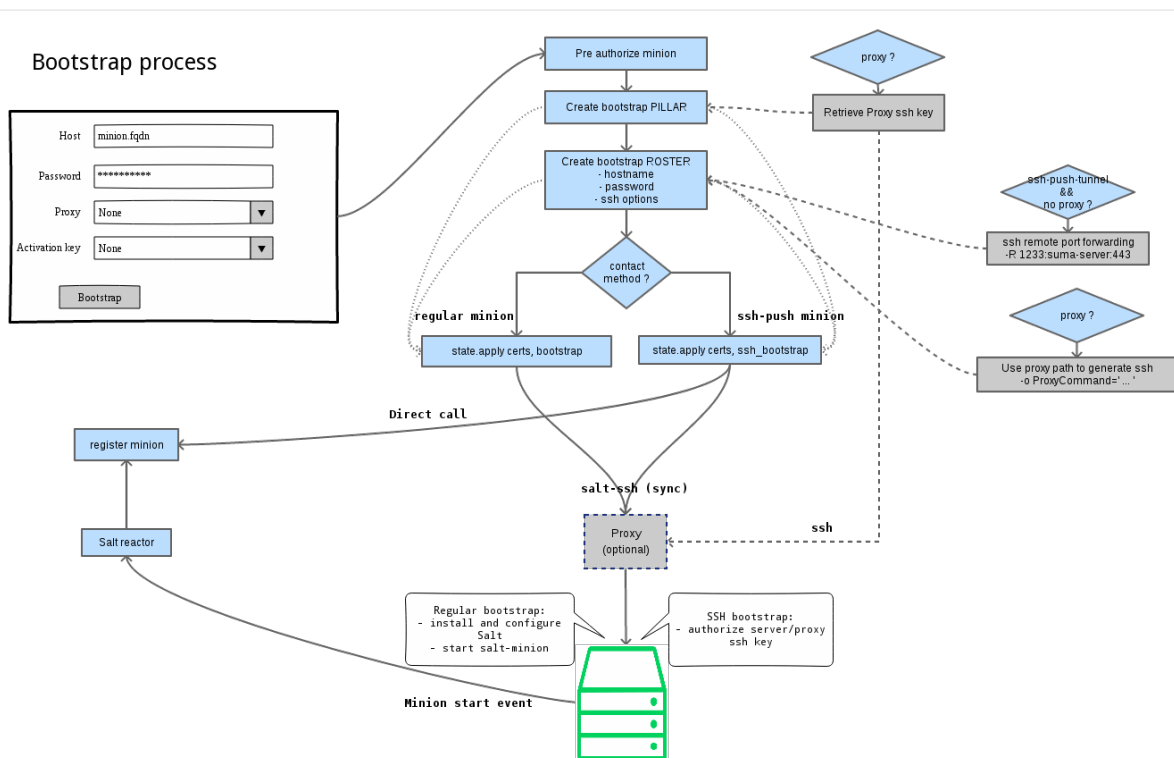 Bootstrap process
Host
minion.fqdn
Password
**********
Proxy
None
Activation key
None
Bootstrap
Pre authorize minion
Create bootstrap PILLAR
Create bootstrap ROSTER
- hostname
- password
- ssh options
contact
method ?
regular minion
ssh-push minion
state.apply certs, bootstrap
state.apply certs, ssh_bootstrap
proxy ?
Retrieve Proxy ssh key
ssh-push-tunnel
&&
no proxy ?
ssh remote port forwarding
-R 1233:suma-server:443
proxy ?
Use proxy path to generate ssh
-o ProxyCommand=' ... '
Direct call
register minion
Salt reactor
salt-ssh (sync)
ssh
Proxy
(optional)
Regular bootstrap:
- install and configure
Salt
- start salt-minion
SSH bootstrap:
- authorize server/proxy
ssh key
Minion start event